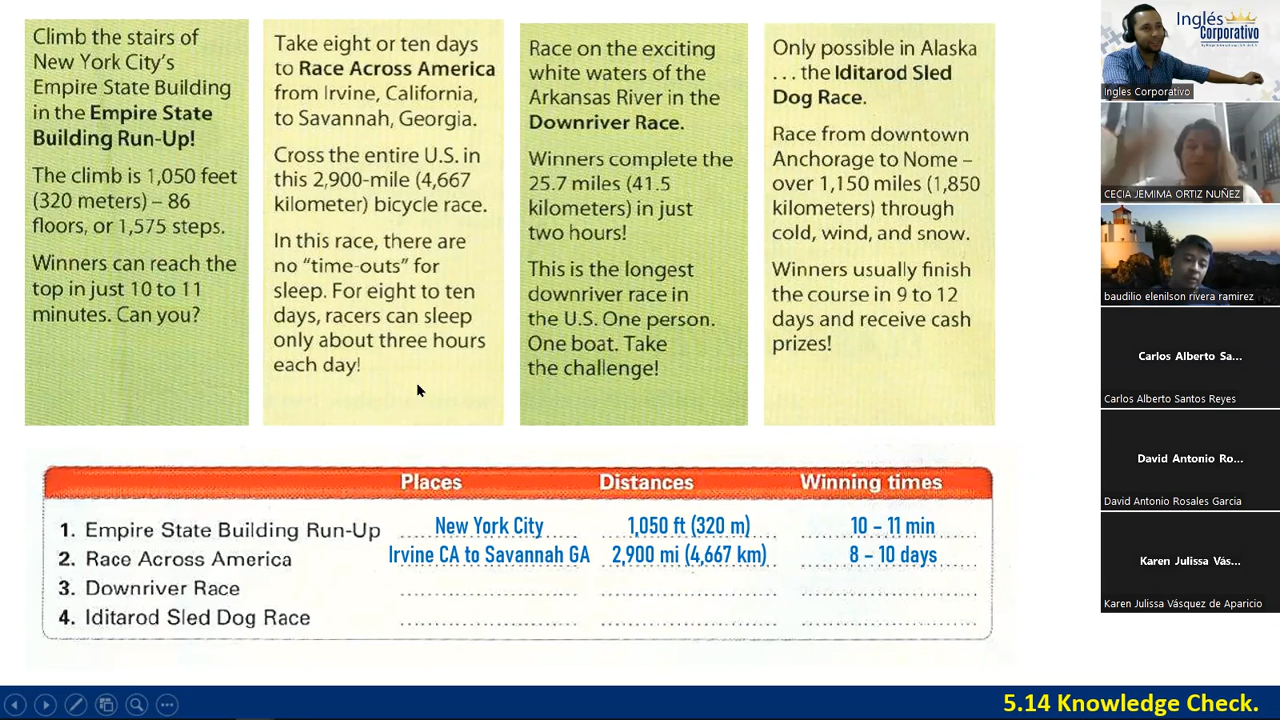 Climb the stairs of
New York City's
Empire State Building
in the Empire State
Building Run-Up!
The climb is 1,050 feet
(320 meters) – 86
floors, or 1,575 steps.
Winners can reach the
top in just 10 to 11
minutes. Can you?
Take eight or ten days
to Race Across America
from Irvine, California,
to Savannah, Georgia.
Cross the entire U.S. in
this 2,900-mile (4,667
kilometer) bicycle race.
In this race, there are
no "time-outs" for
sleep. For eight to ten
days, racers can sleep
only about three hours
each day!
Race on the exciting
white waters of the
Arkansas River in the
Downriver Race.
Winners complete the
25.7 miles (41.5
kilometers) in just
two hours!
This is the longest
downriver race in
the U.S. One person.
One boat. Take
the challenge!
Only possible in Alaska
. . . the Iditarod Sled
Dog Race.
Race from downtown
Anchorage to Nome –
over 1,150 miles (1,850
kilometers) through
cold, wind, and snow.
Winners usually finish
the course in 9 to 12
days and receive cash
prizes!
Places Distances Winning times
1. Empire State Building Run-Up New York City 1,050 ft (320 m) 10 – 11 min
2. Race Across America Irvine CA to Savannah GA 2,900 mi (4,667 km) 8 – 10 days
3. Downriver Race
4. Iditarod Sled Dog Race
5.14 Knowledge Check.
Inglés
Corporativo
Ingles Corporativo
CECIA JEMIMA ORTIZ NUÑEZ
baudilio elenilson rivera ramirez
Carlos Alberto Sa...
Carlos Alberto Santos Reyes
David Antonio Ro...
David Antonio Rosales Garcia
Karen Julissa Vás...
Karen Julissa Vásquez de Aparicio